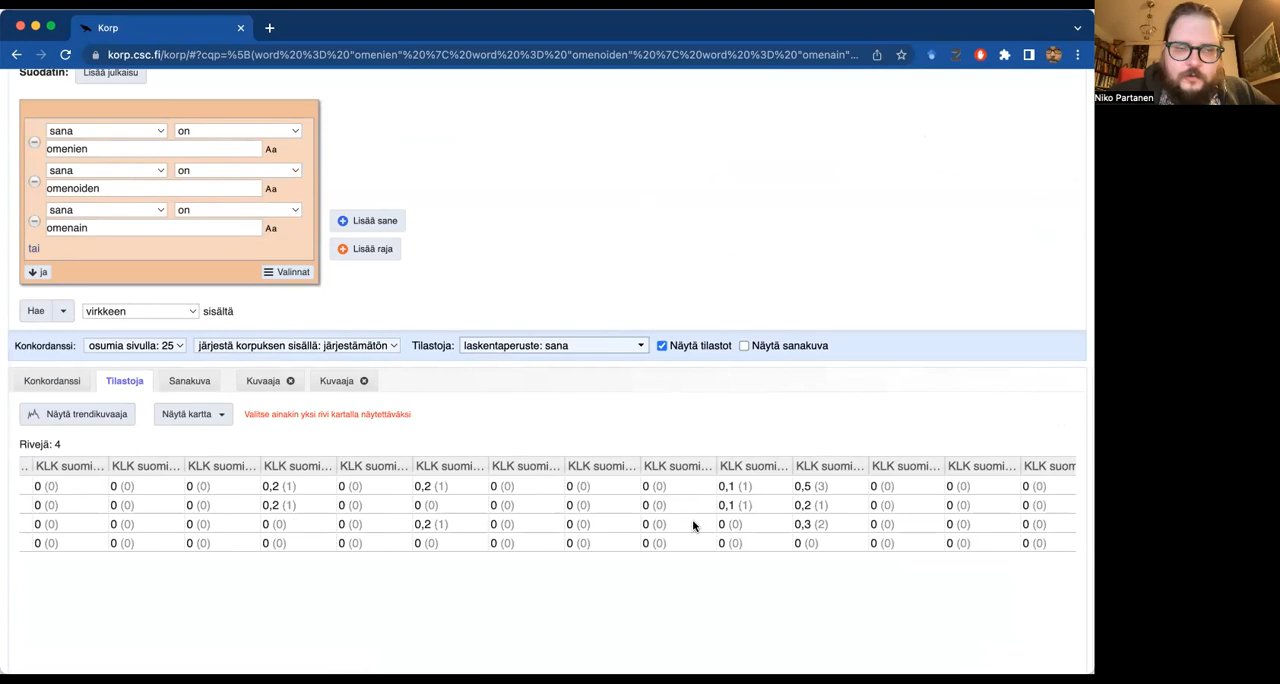 Korp
korp.csc.fi/korp/#?cqp=%5B(word%20%3D%20"omenien"%20%7C%20word%20%3D%20"omenoiden"%20%7C%20word%20%3D%20"omenain"...
Niko Partanen
Suodatin: Lisää julkaisu
sana on
omenien Aa
sana on
omenoiden Aa
sana on
omenain Aa
tai
ja Valinnat
Lisää sane
Lisää raja
Hae virkkeen sisältä
Konkordanssi: osumia sivulla: 25 järjestä korpuksen sisällä: järjestämätön Tilastoja: laskentaperuste: sana Näytä tilastot Näytä sanakuva
Konkordanssi Tilastoja Sanakuva Kuvaaja Kuvaaja
Näytä trendikuvaaja Näytä kartta Valitse ainakin yksi rivi kartalla näytettäväksi
Rivejä: 4
.. KLK suomi... KLK suomi... KLK suomi... KLK suomi... KLK suomi... KLK suomi... KLK suomi... KLK suomi... KLK suomi... KLK suomi... KLK suomi... KLK suomi... KLK suomi... KLK suom
0 (0) 0 (0) 0 (0) 0,2 (1) 0 (0) 0,2 (1) 0 (0) 0 (0) 0 (0) 0,1 (1) 0,5 (3) 0 (0) 0 (0) 0 (0)
0 (0) 0 (0) 0 (0) 0,2 (1) 0 (0) 0 (0) 0 (0) 0 (0) 0 (0) 0,1 (1) 0,2 (1) 0 (0) 0 (0) 0 (0)
0 (0) 0 (0) 0 (0) 0 (0) 0 (0) 0,2 (1) 0 (0) 0 (0) 0 (0) 0 (0) 0,3 (2) 0 (0) 0 (0) 0 (0)
0 (0) 0 (0) 0 (0) 0 (0) 0 (0) 0 (0) 0 (0) 0 (0) 0 (0) 0 (0) 0 (0) 0 (0) 0 (0) 0 (0)